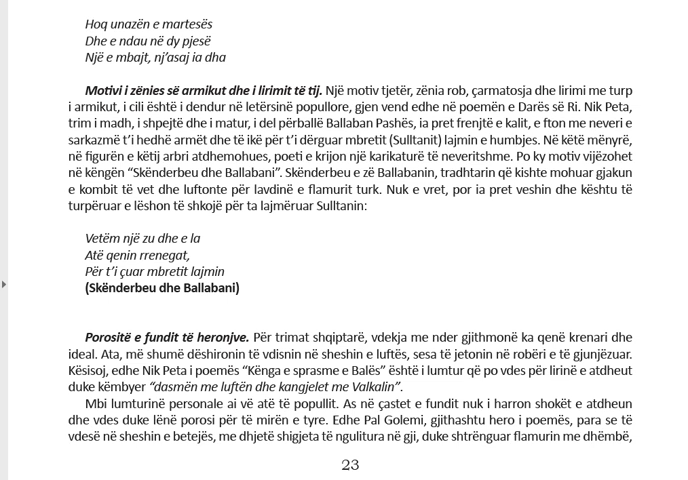 Hoq unazën e martesës
Dhe e ndau në dy pjesë
Një e mbajt, nj’asaj ia dha
Motivi i zënies së armikut dhe i lirimit të tij. Një motiv tjetër, zënia rob, çarmatosja dhe lirimi me turp
i armikut, i cili është i dendur në letërsinë popullore, gjen vend edhe në poemën e Darës së Ri. Nik Peta,
trim i madh, i shpejtë dhe i matur, i del përballë Ballaban Pashës, ia pret frenjtë e kalit, e fton me neveri e
sarkazmë t’i hedhë armët dhe të ikë për t’i dërguar mbretit (Sulltanit) lajmin e humbjes. Në këtë mënyrë,
në figurën e këtij arbri atdhemohues, poeti e krijon një karikaturë të neveritshme. Po ky motiv vijëzohet
në këngën “Skënderbeu dhe Ballabani”. Skënderbeu e zë Ballabanin, tradhtarin që kishte mohuar gjakun
e kombit të vet dhe luftonte për lavdinë e flamurit turk. Nuk e vret, por ia pret veshin dhe kështu të
turpëruar e lëshon të shkojë për ta lajmëruar Sulltanin:
Vetëm një zu dhe e la
Atë qenin rrenegat,
Për t’i çuar mbretit lajmin
(Skënderbeu dhe Ballabani)
Porositë e fundit të heronjve. Për trimat shqiptarë, vdekja me nder gjithmonë ka qenë krenari dhe
ideal. Ata, më shumë dëshironin të vdisnin në sheshin e luftës, sesa të jetonin në robëri e të gjunjëzuar.
Kësisoj, edhe Nik Peta i poemës “Kënga e sprasme e Balës” është i lumtur që po vdes për lirinë e atdheut
duke këmbyer “dasmën me luftën dhe kangjelet me Valkalin”.
Mbi lumturinë personale ai vë atë të popullit. As në çastet e fundit nuk i harron shokët e atdheun
dhe vdes duke lënë porosi për të mirën e tyre. Edhe Pal Golemi, gjithashtu hero i poemës, para se të
vdesë në sheshin e betejës, me dhjetë shigjeta të ngulitura në gji, duke shtrënguar flamurin me dhëmbë,
23